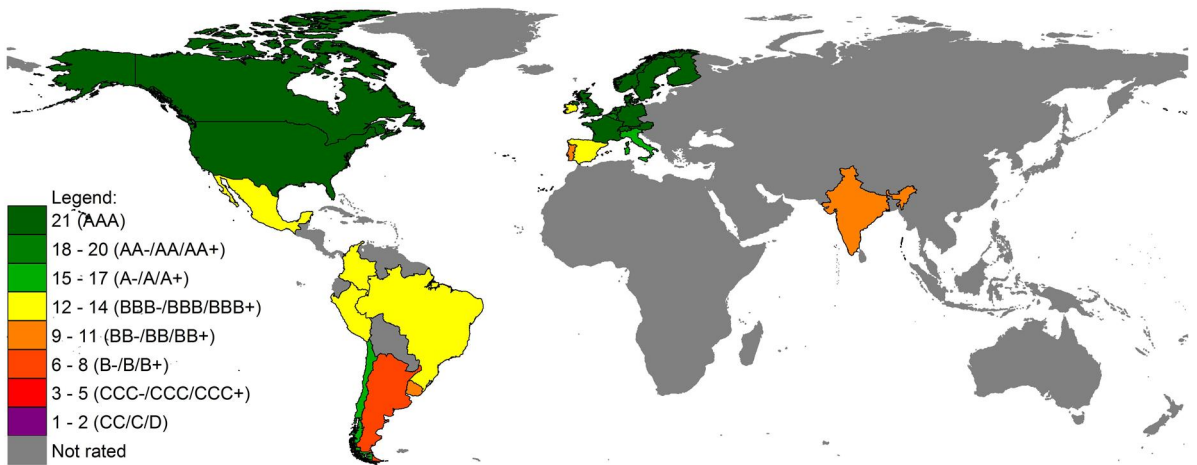 Legend:
21 (AAA)
18 - 20 (AA-/AA/AA+)
15 - 17 (A-/A/A+)
12 - 14 (BBB-/BBB/BBB+)
9 - 11 (BB-/BB/BB+)
6 - 8 (B-/B/B+)
3 - 5 (CCC-/CCC/CCC+)
1 - 2 (CC/C/D)
Not rated